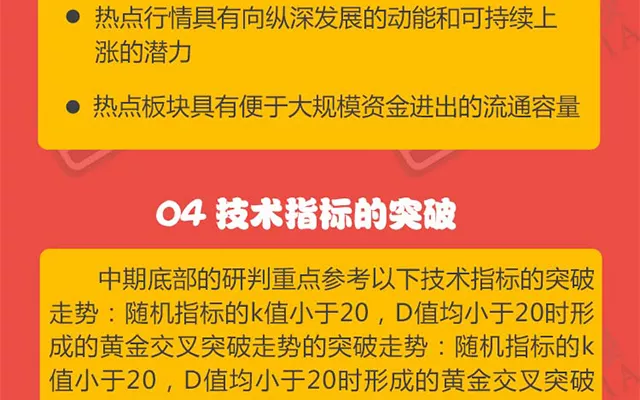 ● 热点行情具有向纵深发展的动能和可持续上
涨的潜力
● 热点板块具有便于大规模资金进出的流通容量
04 技术指标的突破
中期底部的研判重点参考以下技术指标的突破
走势：随机指标的k值小于20，D值均小于20时形
成的黄金交叉突破走势的突破走势：随机指标的k
值小于20，D值均小于20时形成的黄金交叉突破